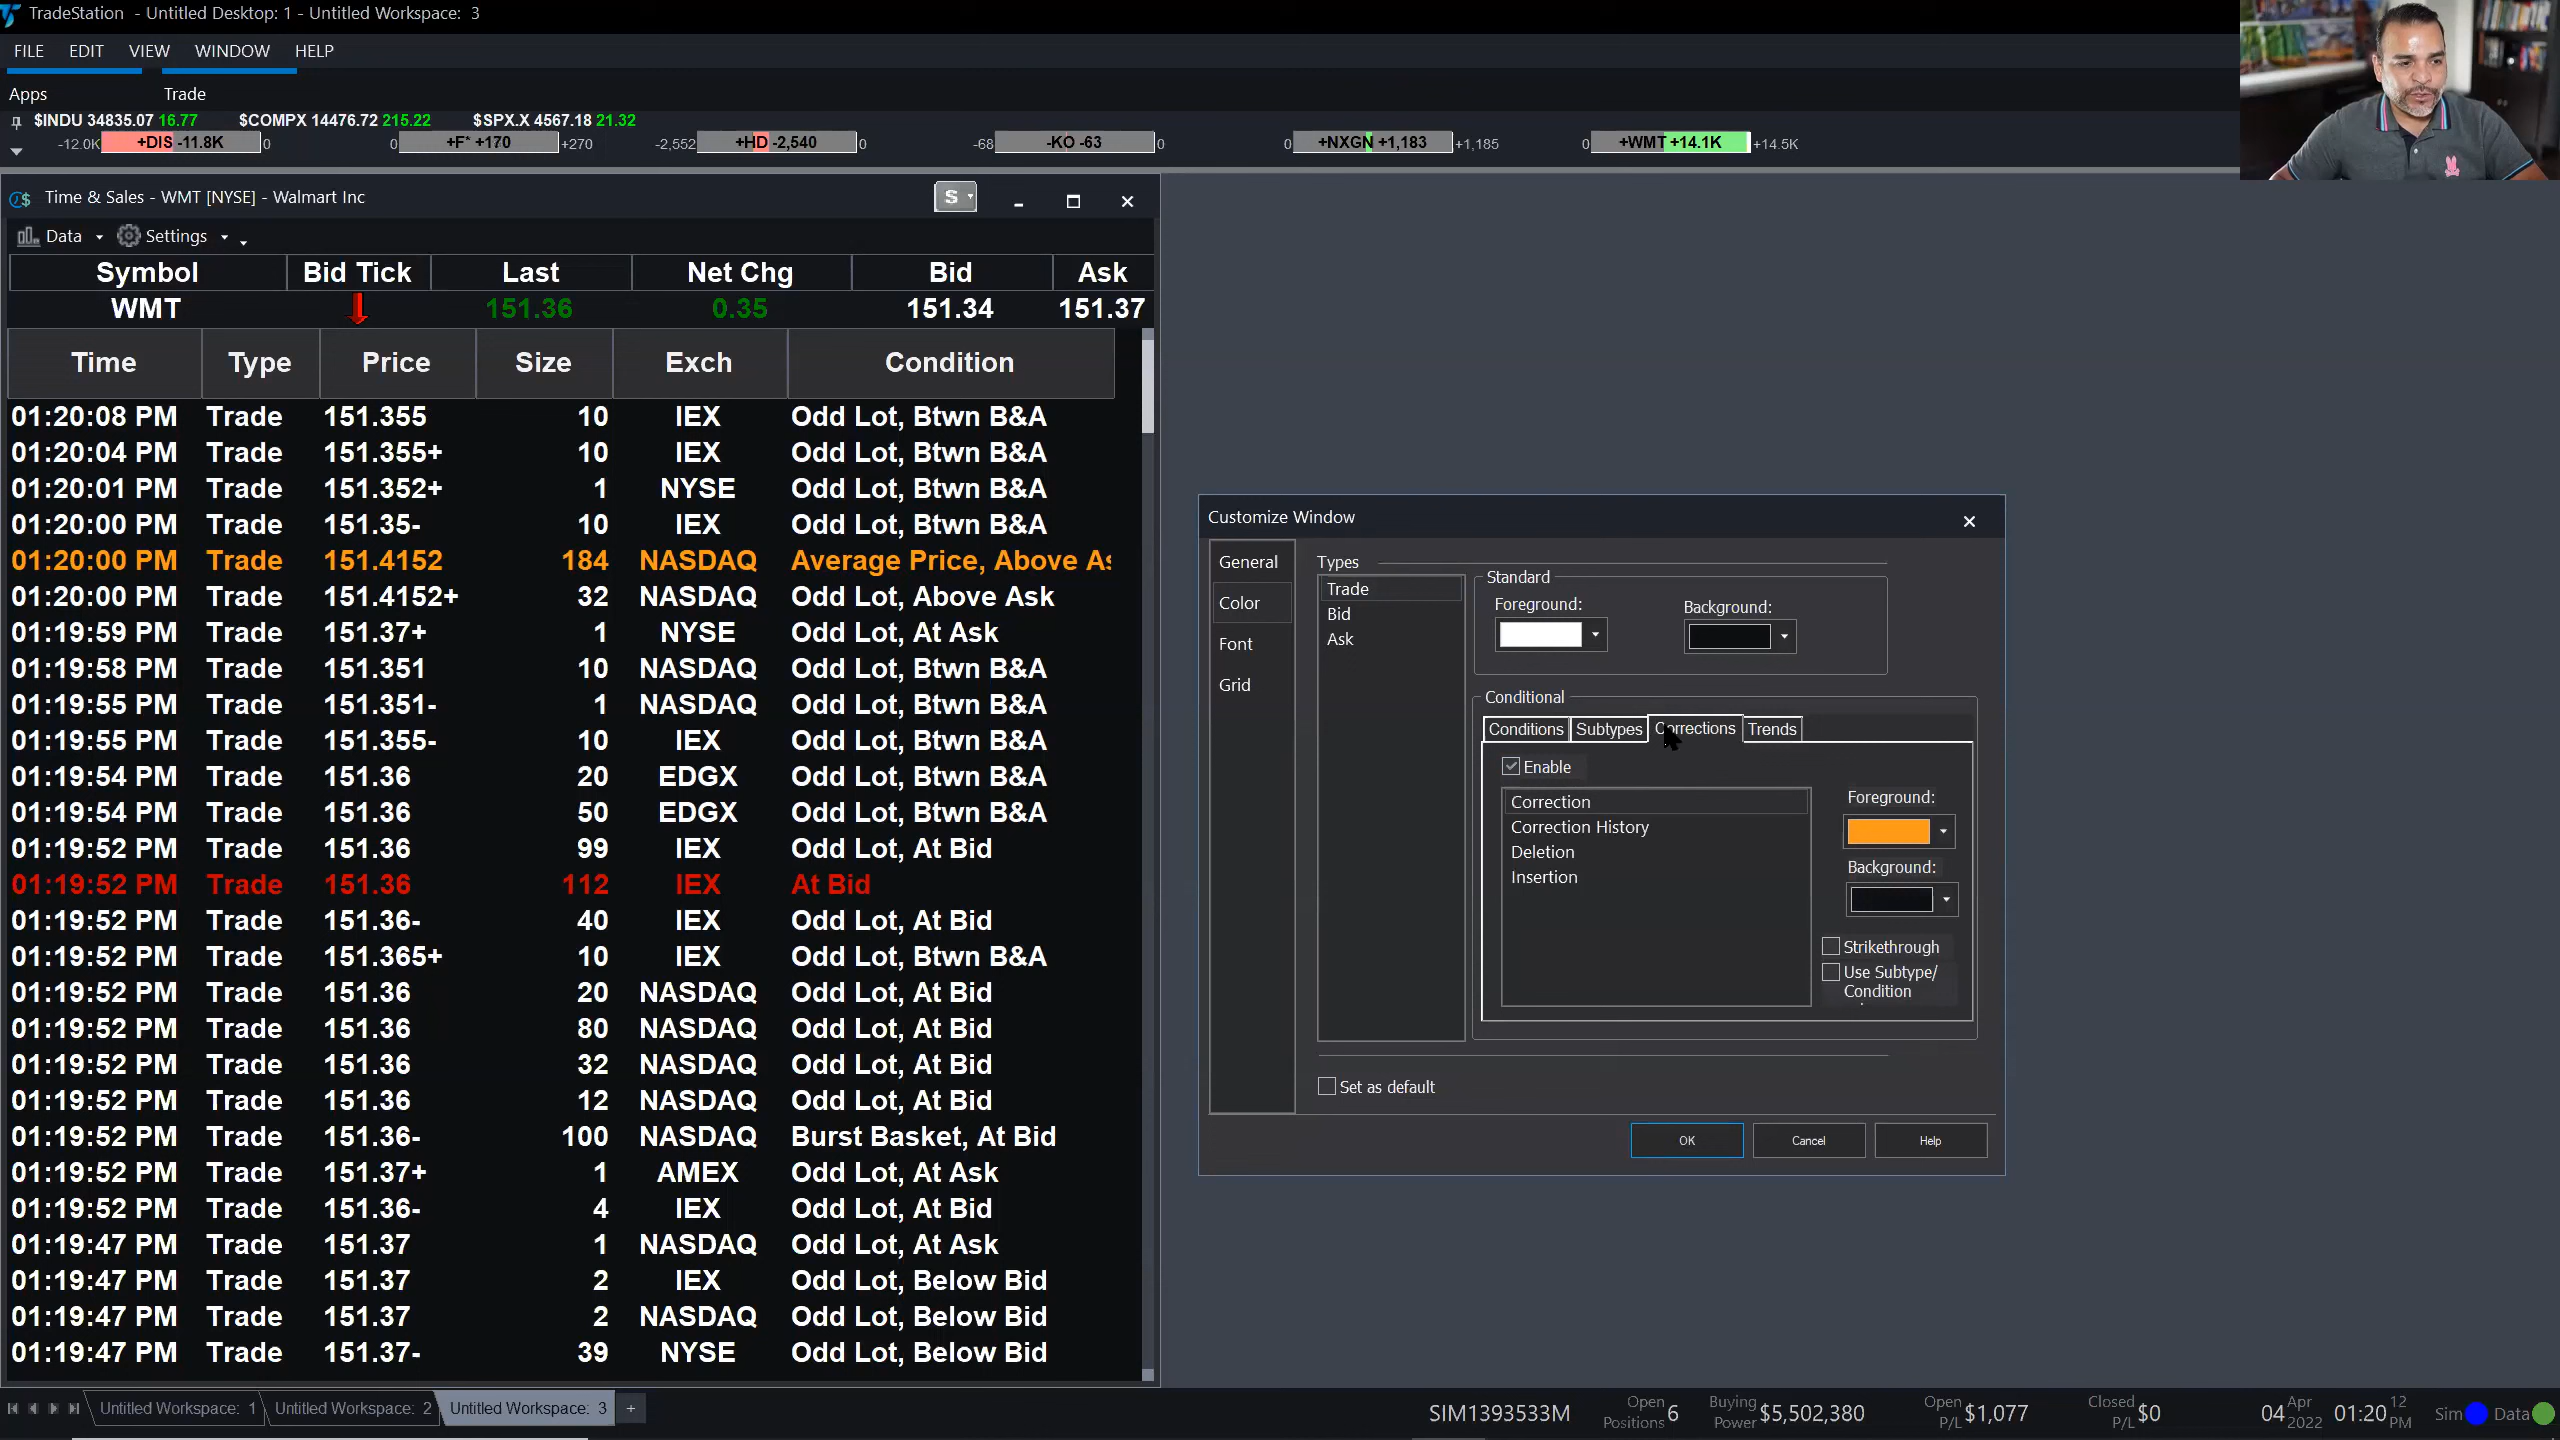 TradeStation - Untitled Desktop: 1 - Untitled Workspace: 3
FILE EDIT VIEW WINDOW HELP
Apps Trade
$INDU 34835.07 16.77 $COMPX 14476.72 215.22 $SPX.X 4567.18 21.32
-12.0K +DIS -11.8K 0 0 +F* +170 +270 -2,552 +HD -2,540 0 -68 -KO -63 0 0 +NXGN +1,183 +1,185 0 +WMT +14.1K +14.5K
Time & Sales - WMT [NYSE] - Walmart Inc S
Data Settings
Symbol Bid Tick Last Net Chg Bid Ask
WMT 151.36 0.35 151.34 151.37
Time Type Price Size Exch Condition
01:20:08 PM Trade 151.355 10 IEX Odd Lot, Btwn B&A
01:20:04 PM Trade 151.355+ 10 IEX Odd Lot, Btwn B&A
01:20:01 PM Trade 151.352+ 1 NYSE Odd Lot, Btwn B&A
01:20:00 PM Trade 151.35- 10 IEX Odd Lot, Btwn B&A
01:20:00 PM Trade 151.4152 184 NASDAQ Average Price, Above As
01:20:00 PM Trade 151.4152+ 32 NASDAQ Odd Lot, Above Ask
01:19:59 PM Trade 151.37+ 1 NYSE Odd Lot, At Ask
01:19:58 PM Trade 151.351 10 NASDAQ Odd Lot, Btwn B&A
01:19:55 PM Trade 151.351- 1 NASDAQ Odd Lot, Btwn B&A
01:19:55 PM Trade 151.355- 10 IEX Odd Lot, Btwn B&A
01:19:54 PM Trade 151.36 20 EDGX Odd Lot, Btwn B&A
01:19:54 PM Trade 151.36 50 EDGX Odd Lot, Btwn B&A
01:19:52 PM Trade 151.36 99 IEX Odd Lot, At Bid
01:19:52 PM Trade 151.36 112 IEX At Bid
01:19:52 PM Trade 151.36- 40 IEX Odd Lot, At Bid
01:19:52 PM Trade 151.365+ 10 IEX Odd Lot, Btwn B&A
01:19:52 PM Trade 151.36 20 NASDAQ Odd Lot, At Bid
01:19:52 PM Trade 151.36 80 NASDAQ Odd Lot, At Bid
01:19:52 PM Trade 151.36 32 NASDAQ Odd Lot, At Bid
01:19:52 PM Trade 151.36 12 NASDAQ Odd Lot, At Bid
01:19:52 PM Trade 151.36- 100 NASDAQ Burst Basket, At Bid
01:19:52 PM Trade 151.37+ 1 AMEX Odd Lot, At Ask
01:19:52 PM Trade 151.36- 4 IEX Odd Lot, At Bid
01:19:47 PM Trade 151.37 1 NASDAQ Odd Lot, At Ask
01:19:47 PM Trade 151.37 2 IEX Odd Lot, Below Bid
01:19:47 PM Trade 151.37 2 NASDAQ Odd Lot, Below Bid
01:19:47 PM Trade 151.37- 39 NYSE Odd Lot, Below Bid
Customize Window
General
Color
Font
Grid
Types
Trade
Bid
Ask
Standard
Foreground: Background:
Conditional
Conditions Subtypes Corrections Trends
Enable
Correction
Correction History
Deletion
Insertion
Foreground:
Background:
Strikethrough
Use Subtype/
Condition
Set as default
OK Cancel Help
Untitled Workspace: 1 Untitled Workspace: 2 Untitled Workspace: 3 +
SIM1393533M Open Positions 6 Buying Power $5,502,380 Open P/L $1,077 Closed P/L $0 04 Apr 2022 01:20 12 PM Sim Data